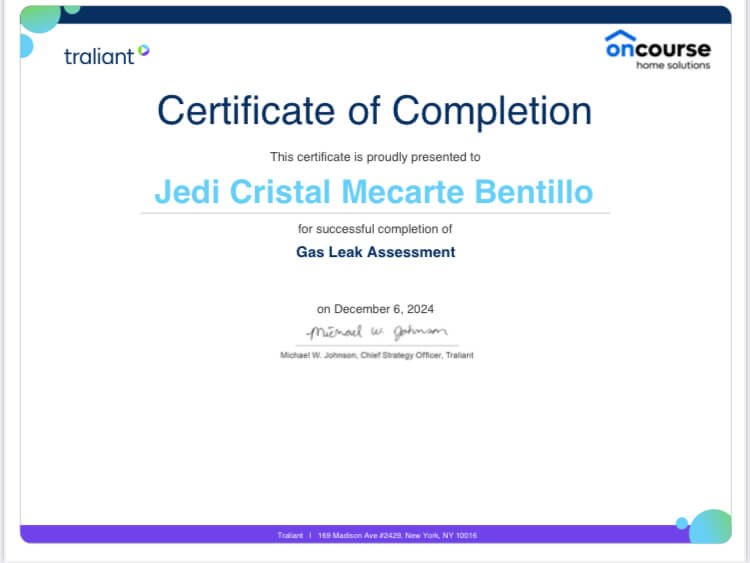 traliant
oncourse
home solutions
Certificate of Completion
This certificate is proudly presented to
Jedi Cristal Mecarte Bentillo
for successful completion of
Gas Leak Assessment
on December 6, 2024
Michael W. Johnson
Michael W. Johnson, Chief Strategy Officer, Traliant
Traliant | 169 Madison Ave #2429, New York, NY 10016